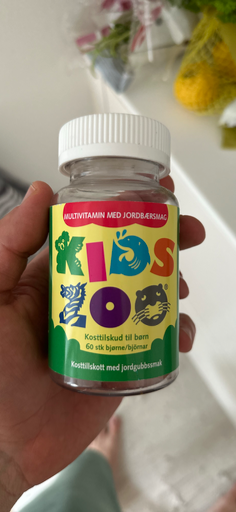 MULTIVITAMIN MED JORDBÆRSMAG
KIDS
ZOO
Kosttilskud til børn
60 stk bjørne/björnar
Kosttillskott med jordgubbssmak